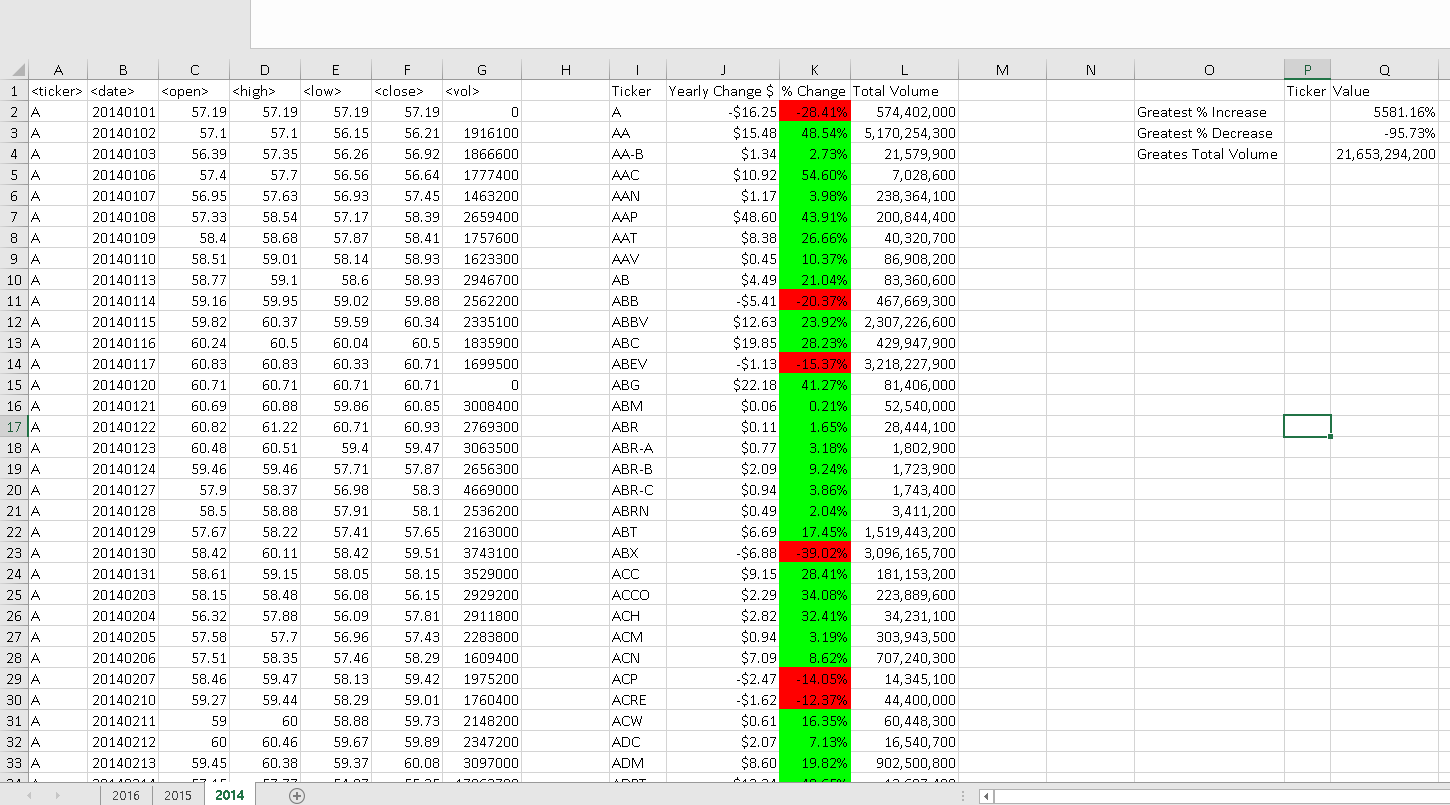 A B C D E F G H I J K L M N O P Q
1 <ticker> <date> <open> <high> <low> <close> <vol> Ticker Yearly Change $ % Change Total Volume Ticker Value
2 A 20140101 57.19 57.19 57.19 57.19 0 A -$16.25 -28.41% 574,402,000 Greatest % Increase 5581.16%
3 A 20140102 57.1 57.1 56.15 56.21 1916100 AA $15.48 48.54% 5,170,254,300 Greatest % Decrease -95.73%
4 A 20140103 56.39 57.35 56.26 56.92 1866600 AA-B $1.34 2.73% 21,579,900 Greates Total Volume 21,653,294,200
5 A 20140106 57.4 57.7 56.56 56.64 1777400 AAC $10.92 54.60% 7,028,600
6 A 20140107 56.95 57.63 56.93 57.45 1463200 AAN $1.17 3.98% 238,364,100
7 A 20140108 57.33 58.54 57.17 58.39 2659400 AAP $48.60 43.91% 200,844,400
8 A 20140109 58.4 58.68 57.87 58.41 1757600 AAT $8.38 26.66% 40,320,700
9 A 20140110 58.51 59.01 58.14 58.93 1623300 AAV $0.45 10.37% 86,908,200
10 A 20140113 58.77 59.1 58.6 58.93 2946700 AB $4.49 21.04% 83,360,600
11 A 20140114 59.16 59.95 59.02 59.88 2562200 ABB -$5.41 -20.37% 467,669,300
12 A 20140115 59.82 60.37 59.59 60.34 2335100 ABBV $12.63 23.92% 2,307,226,600
13 A 20140116 60.24 60.5 60.04 60.5 1835900 ABC $19.85 28.23% 429,947,900
14 A 20140117 60.83 60.83 60.33 60.71 1699500 ABEV -$1.13 -15.37% 3,218,227,900
15 A 20140120 60.71 60.71 60.71 60.71 0 ABG $22.18 41.27% 81,406,000
16 A 20140121 60.69 60.88 59.86 60.85 3008400 ABM $0.06 0.21% 52,540,000
17 A 20140122 60.82 61.22 60.71 60.93 2769300 ABR $0.11 1.65% 28,444,100
18 A 20140123 60.48 60.51 59.4 59.47 3063500 ABR-A $0.77 3.18% 1,802,900
19 A 20140124 59.46 59.46 57.71 57.87 2656300 ABR-B $2.09 9.24% 1,723,900
20 A 20140127 57.9 58.37 56.98 58.3 4669000 ABR-C $0.94 3.86% 1,743,400
21 A 20140128 58.5 58.88 57.91 58.1 2536200 ABRN $0.49 2.04% 3,411,200
22 A 20140129 57.67 58.22 57.41 57.65 2163000 ABT $6.69 17.45% 1,519,443,200
23 A 20140130 58.42 60.11 58.42 59.51 3743100 ABX -$6.88 -39.02% 3,096,165,700
24 A 20140131 58.61 59.15 58.05 58.15 3529000 ACC $9.15 28.41% 181,153,200
25 A 20140203 58.15 58.48 56.08 56.15 2929200 ACCO $2.29 34.08% 223,889,600
26 A 20140204 56.32 57.88 56.09 57.81 2911800 ACH $2.82 32.41% 34,231,100
27 A 20140205 57.58 57.7 56.96 57.43 2283800 ACM $0.94 3.19% 303,943,500
28 A 20140206 57.51 58.35 57.46 58.29 1609400 ACN $7.09 8.62% 707,240,300
29 A 20140207 58.46 59.47 58.13 59.42 1975200 ACP -$2.47 -14.05% 14,345,100
30 A 20140210 59.27 59.44 58.29 59.01 1760400 ACRE -$1.62 -12.37% 44,400,000
31 A 20140211 59 60 58.88 59.73 2148200 ACW $0.61 16.35% 60,448,300
32 A 20140212 60 60.46 59.67 59.89 2347200 ADC $2.07 7.13% 16,540,700
33 A 20140213 59.45 60.38 59.37 60.08 3097000 ADM $8.60 19.82% 902,500,800
2016 2015 2014